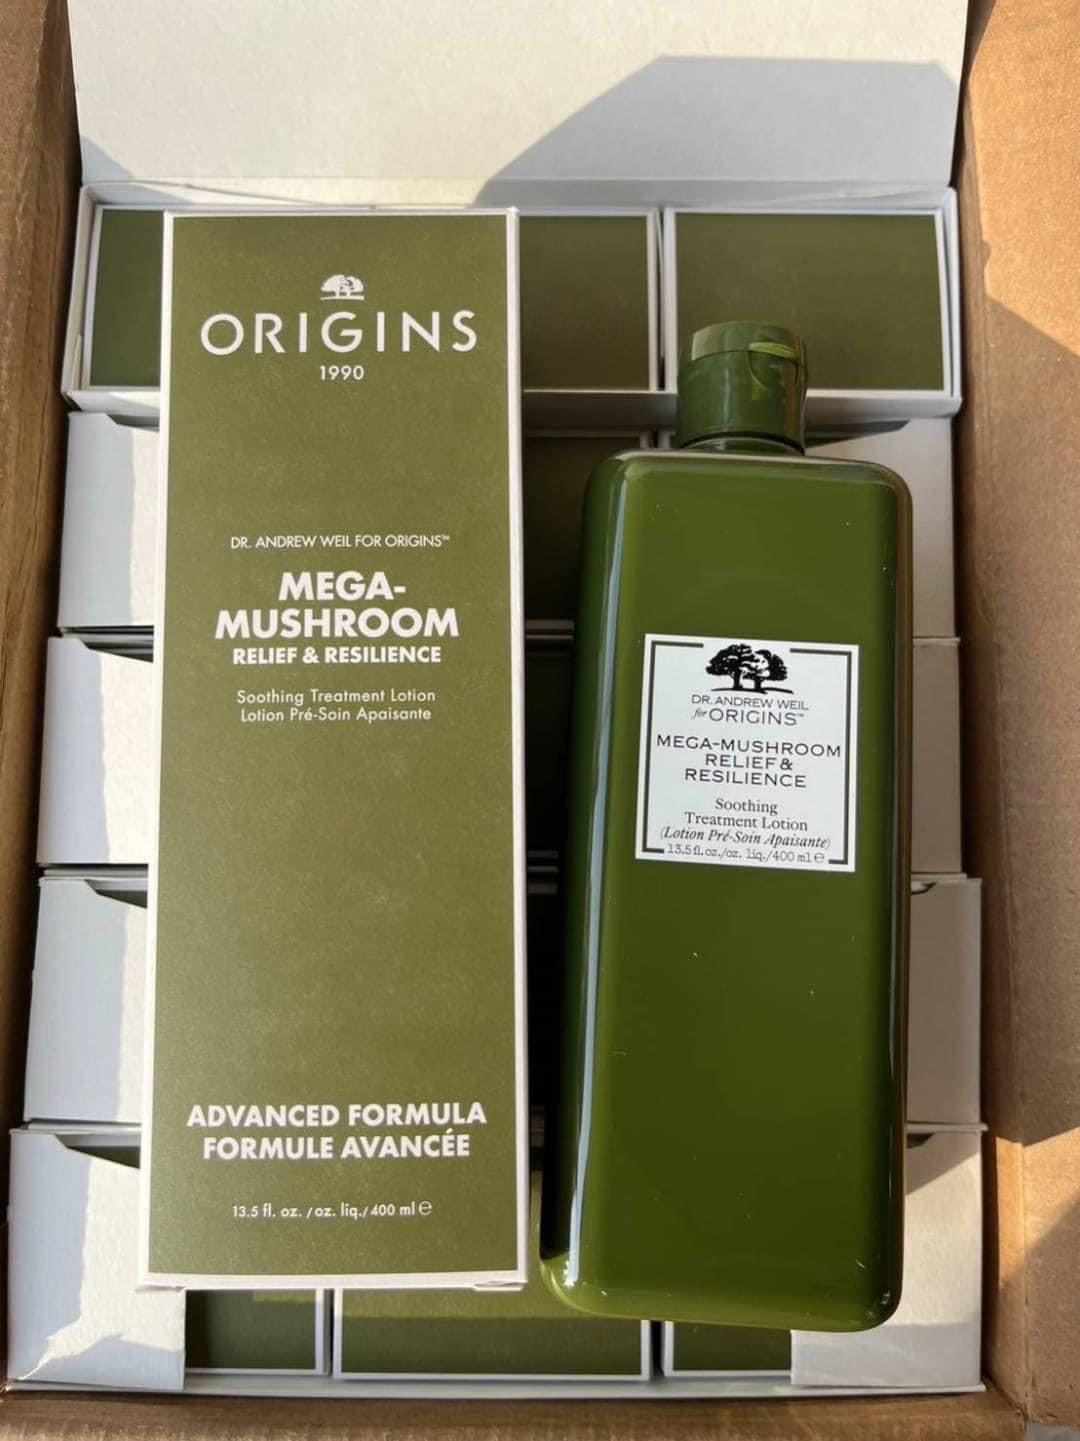 ORIGINS
1990
DR. ANDREW WEIL FOR ORIGINS™
MEGA-
MUSHROOM
RELIEF & RESILIENCE
Soothing Treatment Lotion
Lotion Pré-Soin Apaisante
ADVANCED FORMULA
FORMULE AVANCÉE
13.5 fl. oz. /oz. liq./400 ml ℮
DR. ANDREW WEIL
for ORIGINS™
MEGA-MUSHROOM
RELIEF &
RESILIENCE
Soothing
Treatment Lotion
(Lotion Pré-Soin Apaisante)
13.5 fl. oz./oz. liq./400 ml ℮